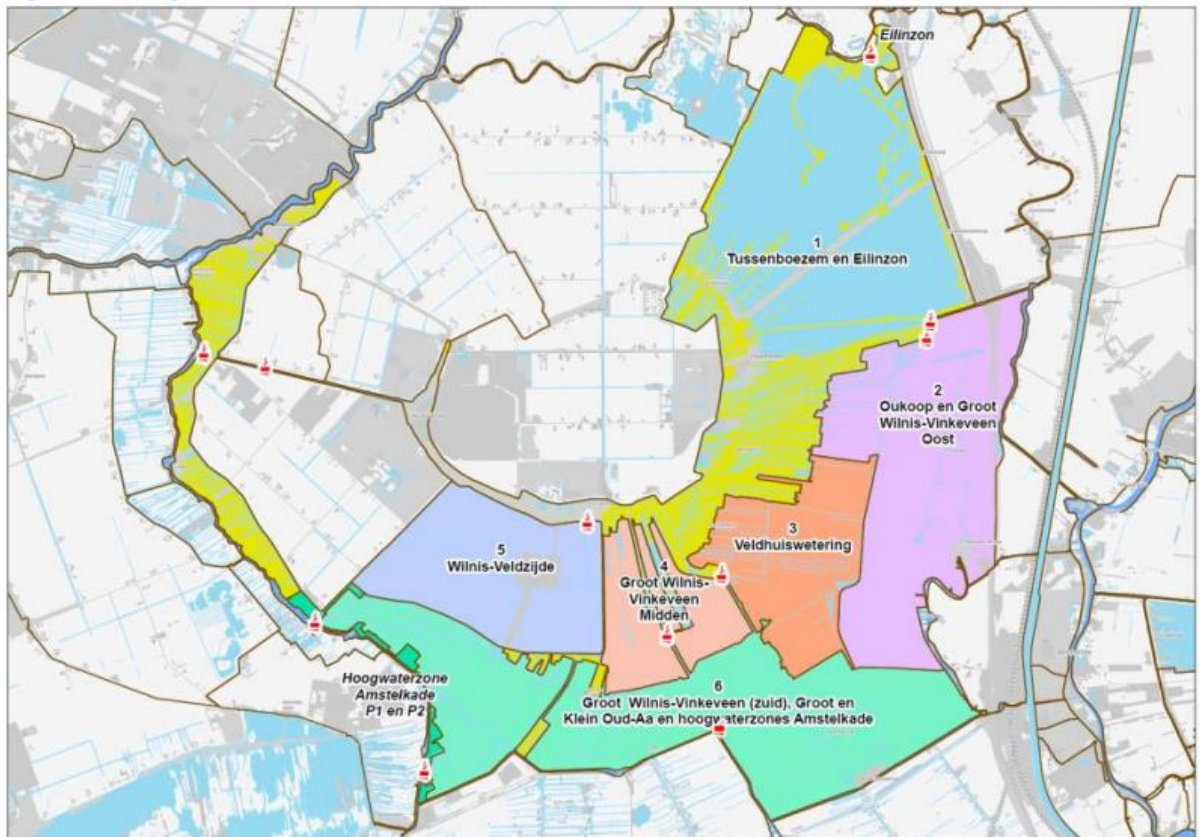 Eilinzon
1
Tussenboezem en Eilinzon
2
Oukoop en Groot
Wilnis-Vinkeveen
Oost
3
Veldhuiswetering
4
Groot Wilnis-
Vinkeveen
Midden
5
Wilnis-Veldzijde
Hoogwaterzone
Amstelkade
P1 en P2
6
Groot Wilnis-Vinkeveen (zuid), Groot en
Klein Oud-Aa en hoogwaterzones Amstelkade